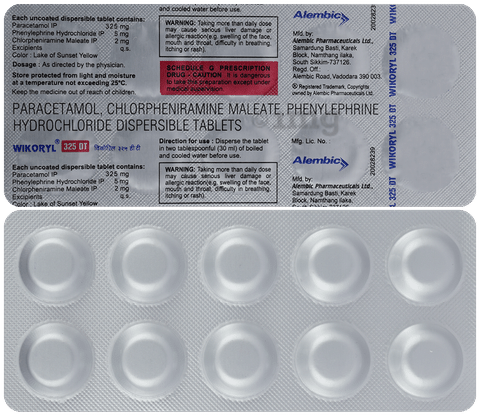 and cooled water before use.
Each uncoated dispersible tablet contains:
Paracetamol IP 325 mg
Phenylephrine Hydrochloride IP 5 mg
Chlorpheniramine Maleate IP 2 mg
Excipients q.s.
Color : Lake of Sunset Yellow
Dosage : As directed by the physician.
Store protected from light and moisture
at a temperature not exceeding 25°C.
Keep the medicine out of reach of children.
WARNING: Taking more than daily dose
may cause serious liver damage or
allergic reaction(e.g. swelling of the face,
mouth and throat, difficulty in breathing,
itching or rash).
SCHEDULE G PRESCRIPTION
DRUG - CAUTION It is dangerous
to take this preparation except under
medical supervision.
Alembic
Mfd. by:
Alembic Pharmaceuticals Ltd.,
Samardung Basti, Karek
Block, Namthang Ilaka,
South Sikkim-737126.
Regd. Off.:
Alembic Road, Vadodara 390 003.
® Registered Trademark, Copyrights
owned by Alembic Pharmaceuticals Ltd.
20028239
WIKORYL® 325 DT
PARACETAMOL, CHLORPHENIRAMINE MALEATE, PHENYLEPHRINE
HYDROCHLORIDE DISPERSIBLE TABLETS
WIKORYL® 325 DT विकोरिल ३२५ डी टी
Direction for use : Disperse the tablet
in two tablespoonful (30 ml) of boiled
and cooled water before use.
Mfg. Lic. No.
Each uncoated dispersible tablet contains:
Paracetamol IP 325 mg
Phenylephrine Hydrochloride IP 5 mg
Chlorpheniramine Maleate IP 2 mg
Excipients q.s.
Color : Lake of Sunset Yellow
WARNING: Taking more than daily dose
may cause serious liver damage or
allergic reaction(e.g. swelling of the face,
mouth and throat, difficulty in breathing,
itching or rash).
Alembic
Mfd. by:
Alembic Pharmaceuticals Ltd.,
Samardung Basti, Karek
Block, Namthang Ilaka,
South Sikkim-737126.
20028239
WIKORYL® 325 DT